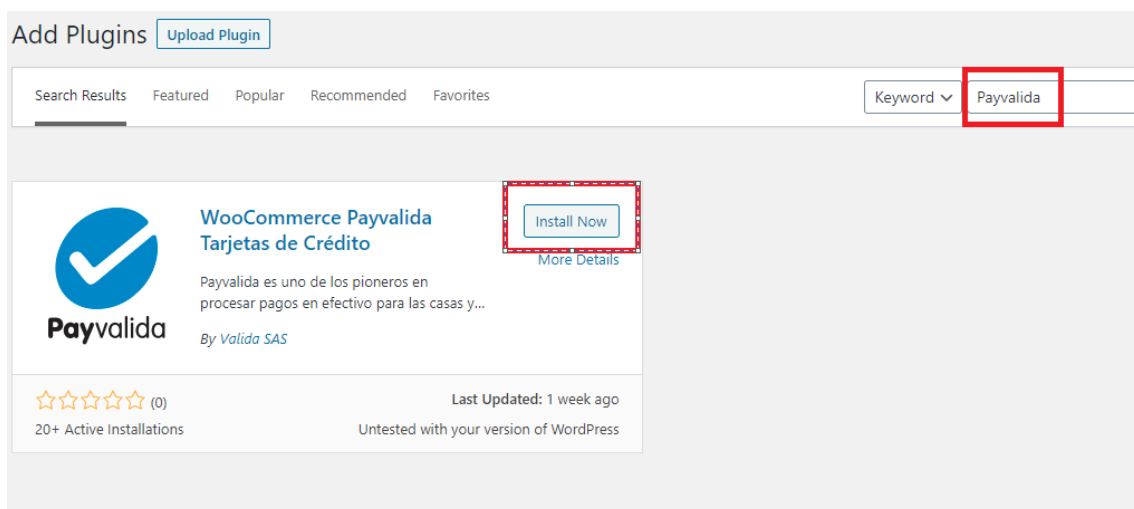 Add Plugins Upload Plugin
Search Results Featured Popular Recommended Favorites Keyword Payvalida
WooCommerce Payvalida
Tarjetas de Crédito
Install Now
More Details
Payvalida es uno de los pioneros en
procesar pagos en efectivo para las casas y...
By Valida SAS
Payvalida
(0)
Last Updated: 1 week ago
20+ Active Installations
Untested with your version of WordPress